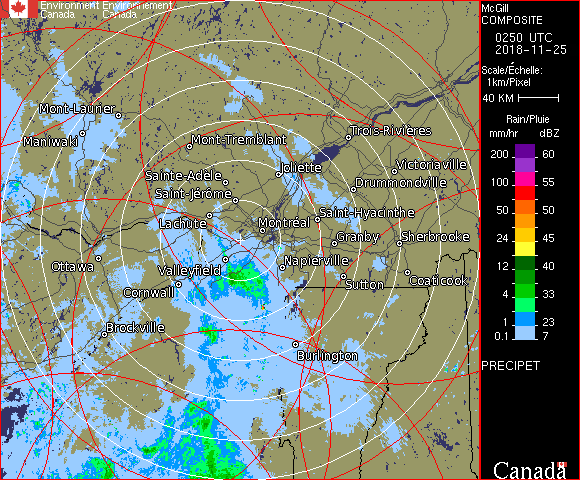 Environment Environnement
Canada Canada
McGill
COMPOSITE
0250 UTC
2018-11-25
Scale/Échelle:
1km/Pixel
40 KM
Rain/Pluie
mm/hr dBZ
200 60
100 55
50 50
24 45
12 40
4 33
1 23
0.1 7
PRECIPET
Canada
Mont-Laurier
Maniwaki
Mont-Tremblant
Trois-Rivières
Joliette
Victoriaville
Sainte-Adèle
Drummondville
Saint-Jérôme
Saint-Hyacinthe
Lachute
Montréal
Granby
Sherbrooke
Ottawa
Valleyfield
Napierville
Cornwall
Sutton
Coaticook
Brockville
Burlington